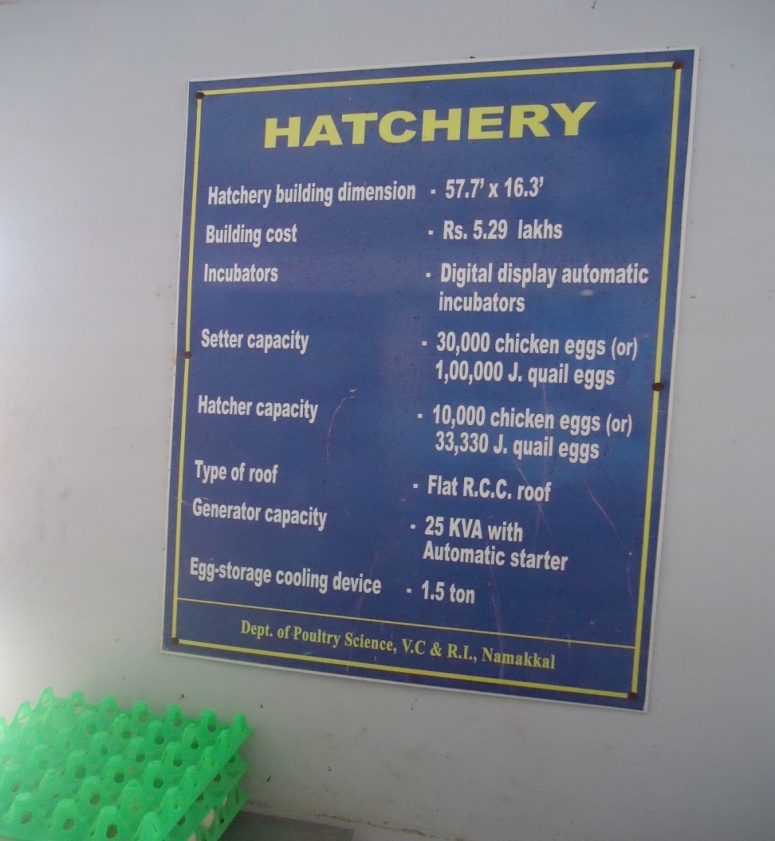 HATCHERY
Hatchery building dimension - 57.7' x 16.3'
Building cost - Rs. 5.29 lakhs
Incubators - Digital display automatic
incubators
Setter capacity - 30,000 chicken eggs (or)
1,00,000 J. quail eggs
Hatcher capacity - 10,000 chicken eggs (or)
33,330 J. quail eggs
Type of roof - Flat R.C.C. roof
Generator capacity - 25 KVA with
Automatic starter
Egg-storage cooling device - 1.5 ton
Dept. of Poultry Science, V.C & R.I., Namakkal